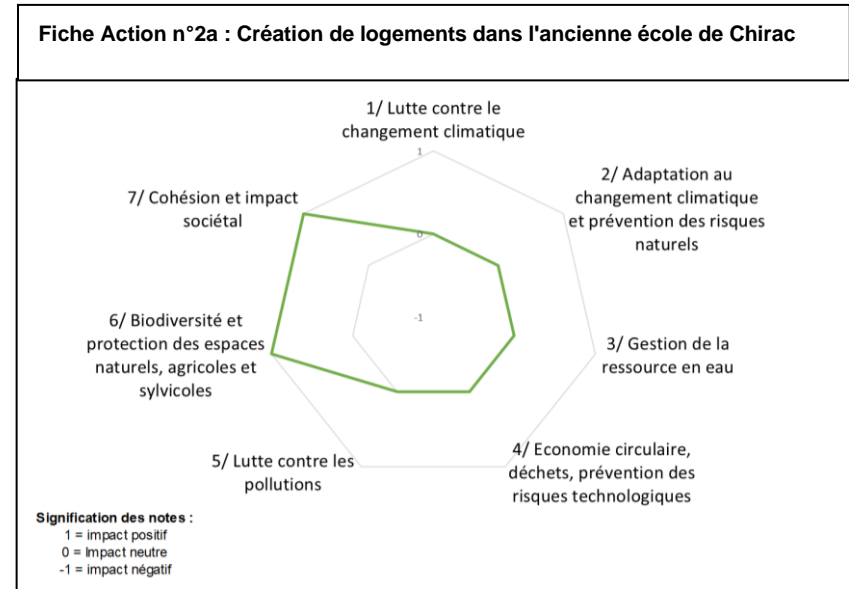 Fiche Action n°2a : Création de logements dans l'ancienne école de Chirac
1/ Lutte contre le
changement climatique
1
2/ Adaptation au
changement climatique
et prévention des risques
naturels
7/ Cohésion et impact
sociétal
0
-1
6/ Biodiversité et
protection des espaces
naturels, agricoles et
sylvicoles
3/ Gestion de la
ressource en eau
5/ Lutte contre les
pollutions
4/ Economie circulaire,
déchets, prévention des
risques technologiques
Signification des notes :
1 = impact positif
0 = Impact neutre
-1 = impact négatif